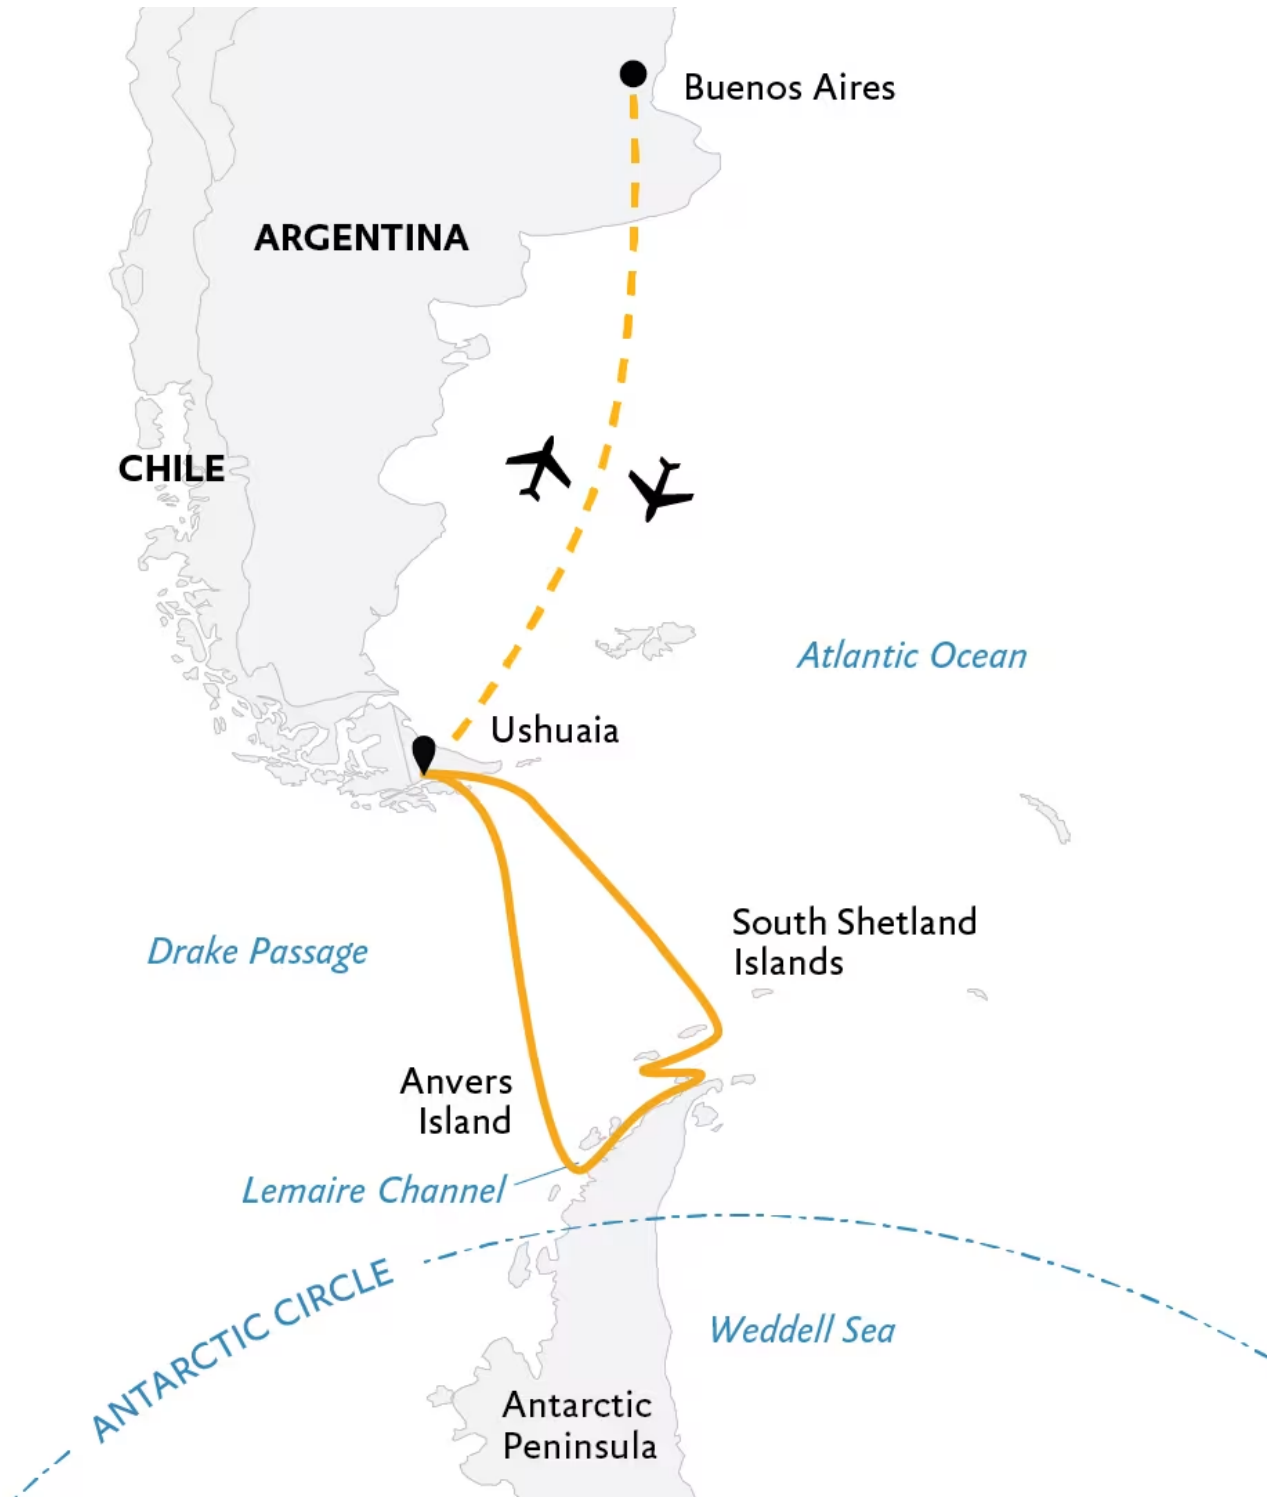 Buenos Aires
ARGENTINA
CHILE
Atlantic Ocean
Ushuaia
South Shetland
Islands
Drake Passage
Anvers
Island
Lemaire Channel
ANTARCTIC CIRCLE
Weddell Sea
Antarctic
Peninsula